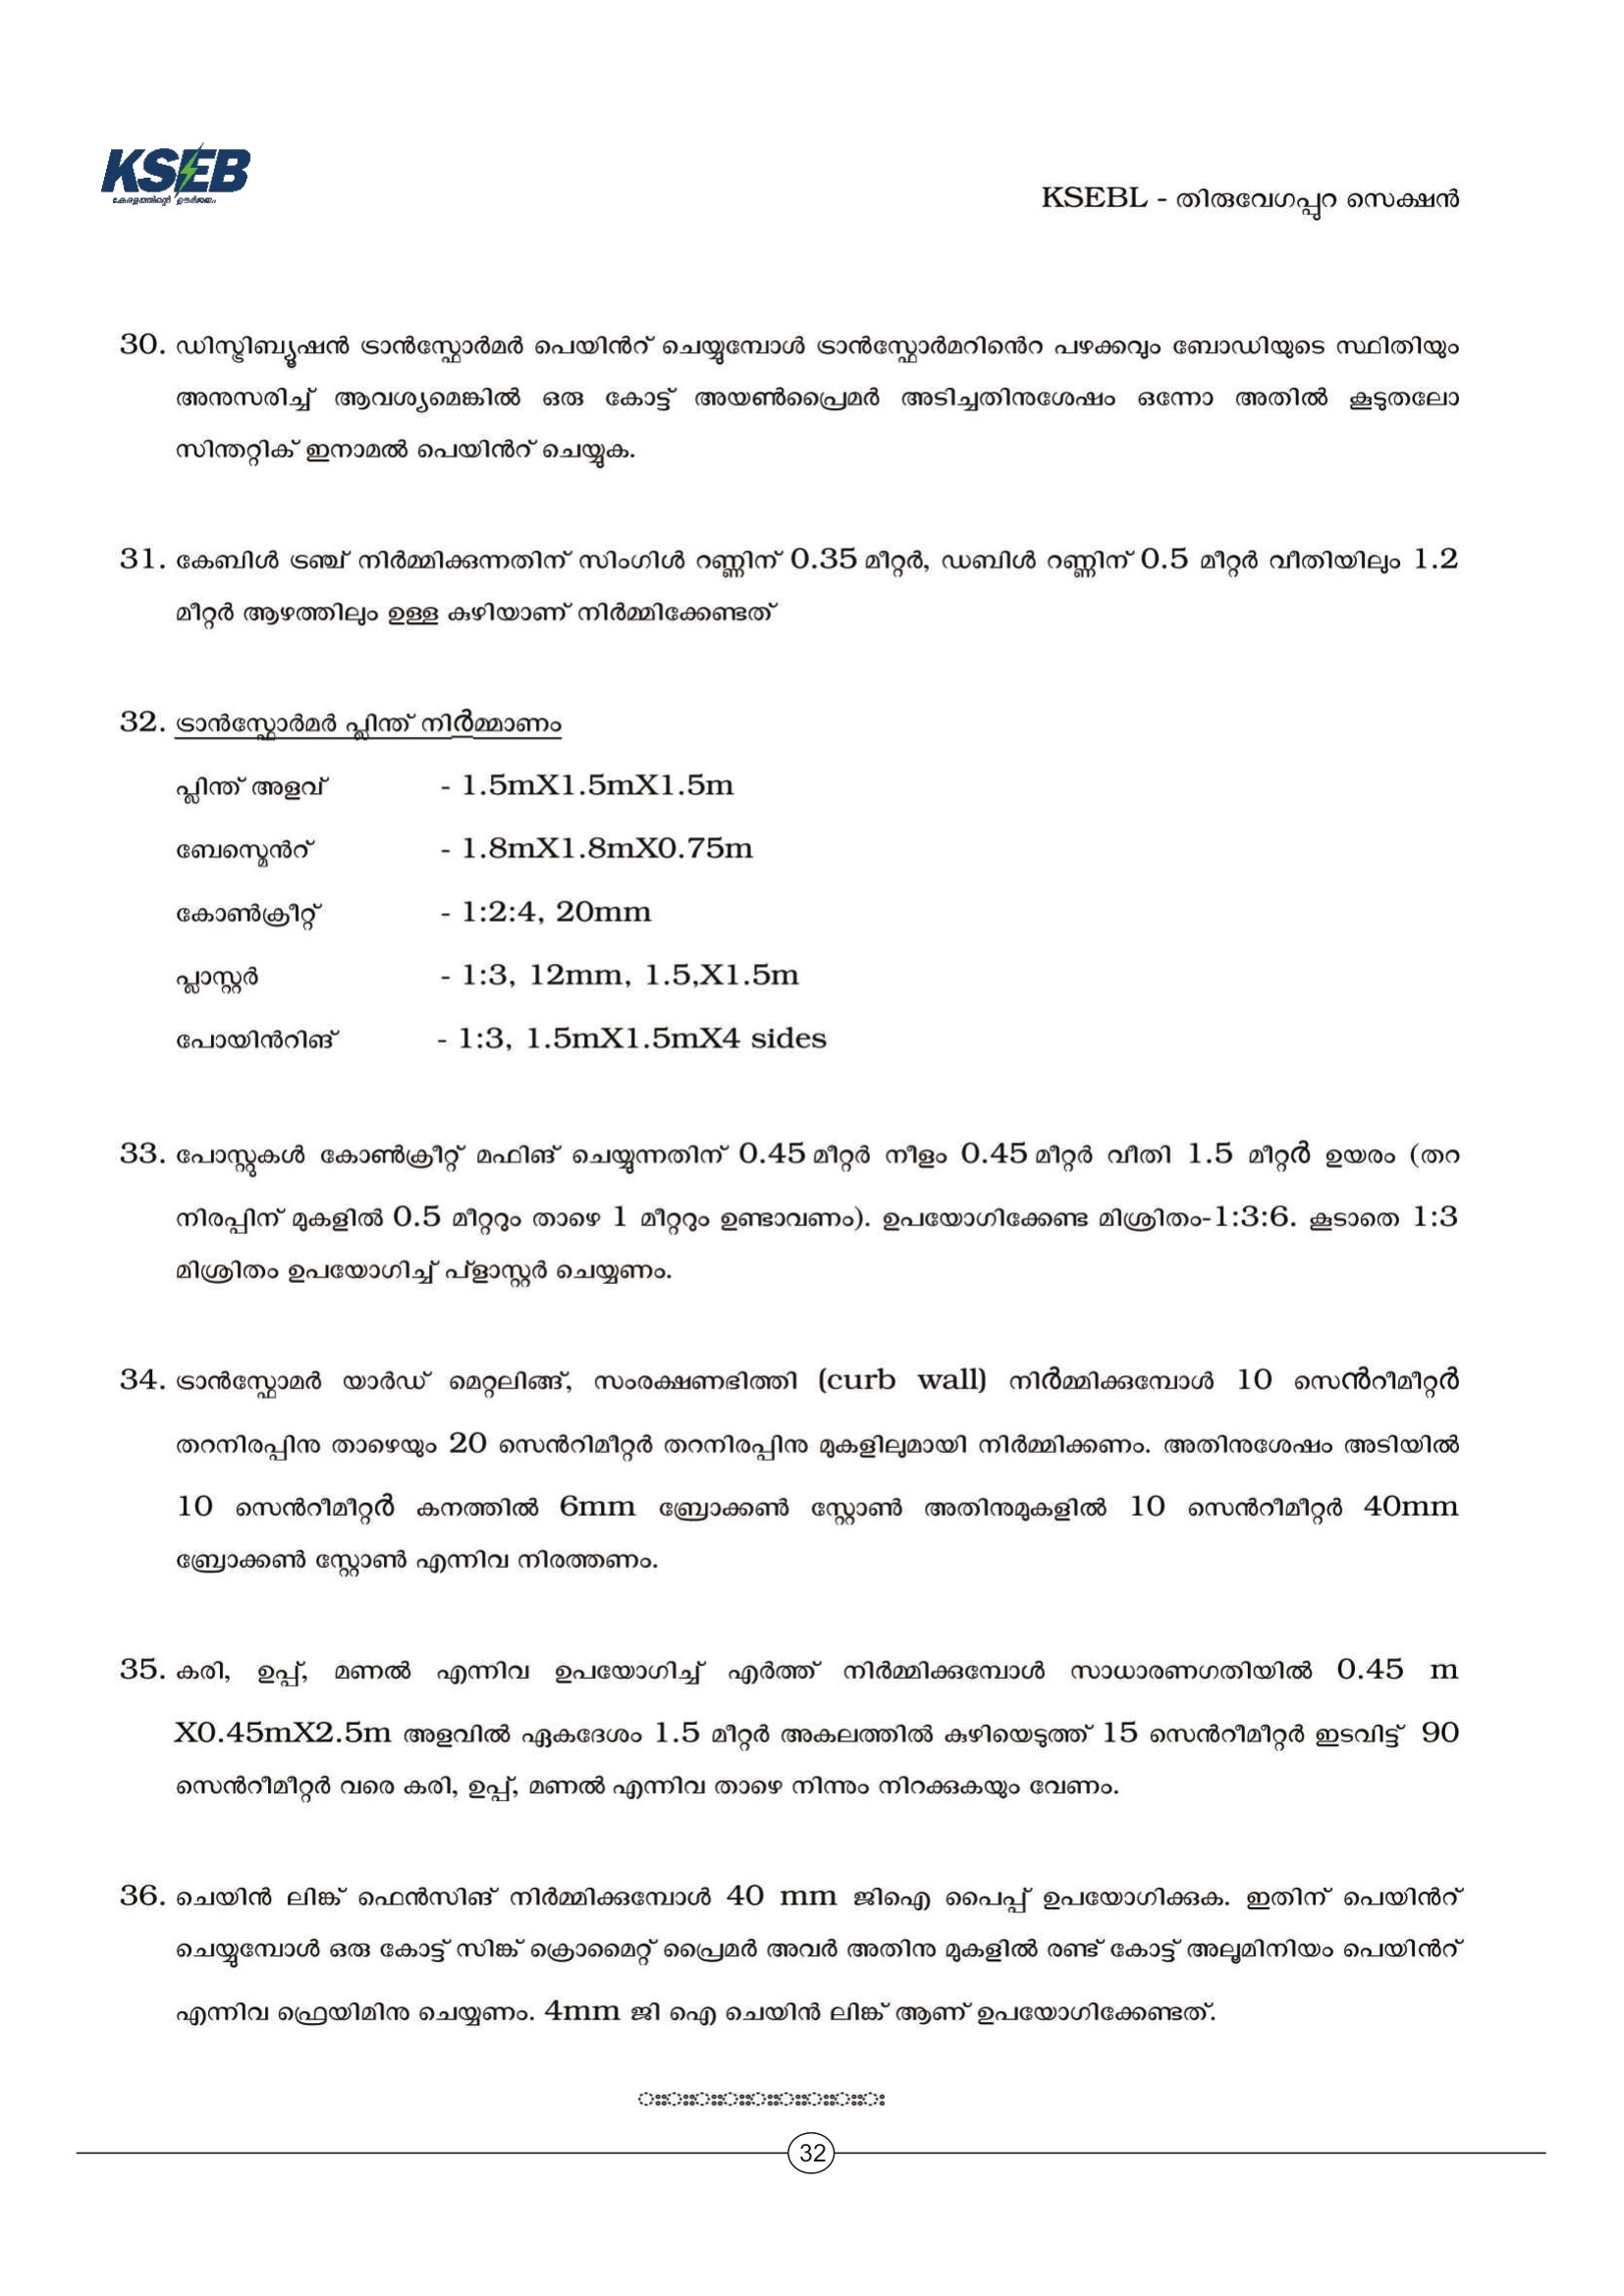 KSEB
കേരളത്തിന്റെ ഊർജ്ജം
KSEBL - തിരുവേഗപ്പുറ സെക്ഷൻ
30. ഡിസ്ട്രിബ്യൂഷൻ ട്രാൻസ്ഫോർമർ പെയിൻറ് ചെയ്യുമ്പോൾ ട്രാൻസ്ഫോർമറിൻെറ പഴക്കവും ബോഡിയുടെ സ്ഥിതിയും
അനുസരിച്ച് ആവശ്യമെങ്കിൽ ഒരു കോട്ട് അയൺപ്രൈമർ അടിച്ചതിനുശേഷം ഒന്നോ അതിൽ കൂടുതലോ
സിന്തറ്റിക് ഇനാമൽ പെയിൻറ് ചെയ്യുക.
31. കേബിൾ ട്രഞ്ച് നിർമ്മിക്കുന്നതിന് സിംഗിൾ റണ്ണിന് 0.35 മീറ്റർ, ഡബിൾ റണ്ണിന് 0.5 മീറ്റർ വീതിയിലും 1.2
മീറ്റർ ആഴത്തിലും ഉള്ള കുഴിയാണ് നിർമ്മിക്കേണ്ടത്
32. ട്രാൻസ്ഫോർമർ പ്ലിന്ത് നിർമ്മാണം
പ്ലിന്ത് അളവ് - 1.5mX1.5mX1.5m
ബേസ്മെൻറ് - 1.8mX1.8mX0.75m
കോൺക്രീറ്റ് - 1:2:4, 20mm
പ്ലാസ്റ്റർ - 1:3, 12mm, 1.5,X1.5m
പോയിൻറിങ് - 1:3, 1.5mX1.5mX4 sides
33. പോസ്റ്റുകൾ കോൺക്രീറ്റ് മഫിങ് ചെയ്യുന്നതിന് 0.45 മീറ്റർ നീളം 0.45 മീറ്റർ വീതി 1.5 മീറ്റർ ഉയരം (തറ
നിരപ്പിന് മുകളിൽ 0.5 മീറ്ററും താഴെ 1 മീറ്ററും ഉണ്ടാവണം). ഉപയോഗിക്കേണ്ട മിശ്രിതം-1:3:6. കൂടാതെ 1:3
മിശ്രിതം ഉപയോഗിച്ച് പ്ളാസ്റ്റർ ചെയ്യണം.
34. ട്രാൻസ്ഫോമർ യാർഡ് മെറ്റലിങ്ങ്, സംരക്ഷണഭിത്തി (curb wall) നിർമ്മിക്കുമ്പോൾ 10 സെൻറീമീറ്റർ
തറനിരപ്പിനു താഴെയും 20 സെൻറിമീറ്റർ തറനിരപ്പിനു മുകളിലുമായി നിർമ്മിക്കണം. അതിനുശേഷം അടിയിൽ
10 സെൻറീമീറ്റർ കനത്തിൽ 6mm ബ്രോക്കൺ സ്റ്റോൺ അതിനുമുകളിൽ 10 സെൻറീമീറ്റർ 40mm
ബ്രോക്കൺ സ്റ്റോൺ എന്നിവ നിരത്തണം.
35. കരി, ഉപ്പ്, മണൽ എന്നിവ ഉപയോഗിച്ച് എർത്ത് നിർമ്മിക്കുമ്പോൾ സാധാരണഗതിയിൽ 0.45 m
X0.45mX2.5m അളവിൽ ഏകദേശം 1.5 മീറ്റർ അകലത്തിൽ കുഴിയെടുത്ത് 15 സെൻറീമീറ്റർ ഇടവിട്ട് 90
സെൻറീമീറ്റർ വരെ കരി, ഉപ്പ്, മണൽ എന്നിവ താഴെ നിന്നും നിറക്കുകയും വേണം.
36. ചെയിൻ ലിങ്ക് ഫെൻസിങ് നിർമ്മിക്കുമ്പോൾ 40 mm ജിഐ പൈപ്പ് ഉപയോഗിക്കുക. ഇതിന് പെയിൻറ്
ചെയ്യുമ്പോൾ ഒരു കോട്ട് സിങ്ക് ക്രൊമൈറ്റ് പ്രൈമർ അവർ അതിനു മുകളിൽ രണ്ട് കോട്ട് അലൂമിനിയം പെയിൻറ്
എന്നിവ ഫ്രെയിമിനു ചെയ്യണം. 4mm ജി ഐ ചെയിൻ ലിങ്ക് ആണ് ഉപയോഗിക്കേണ്ടത്.
ഃഃഃഃഃഃഃഃഃ
32